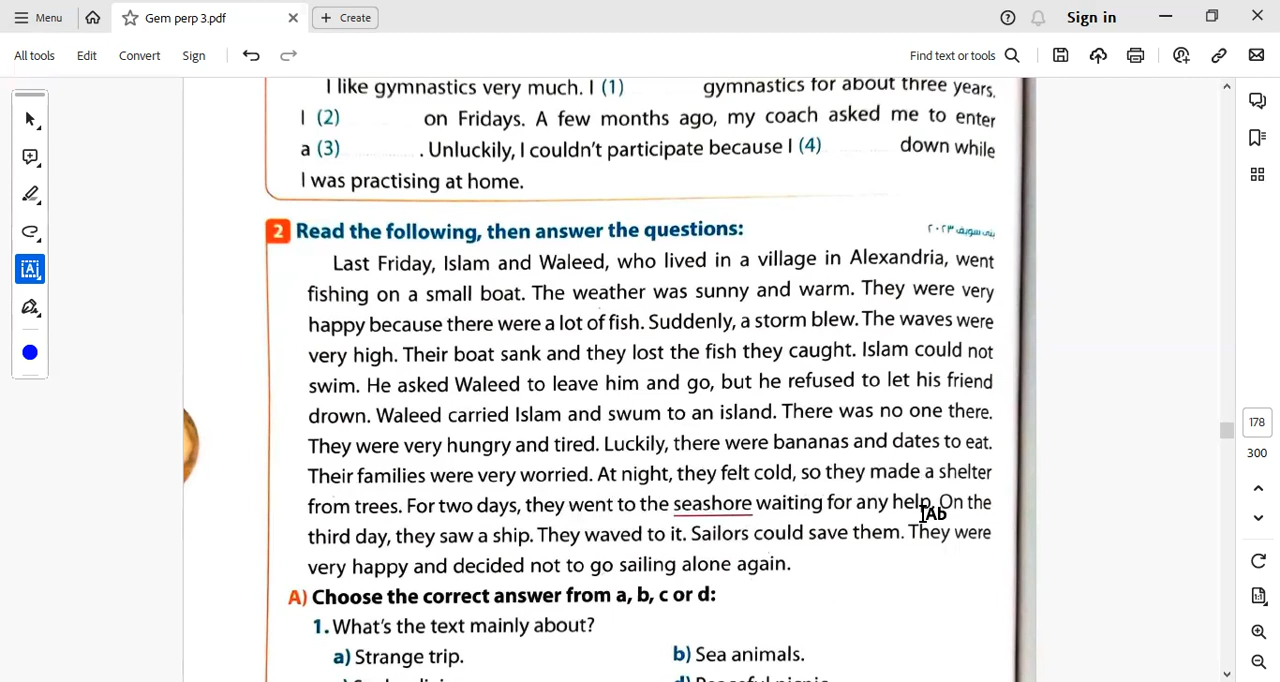 Menu
Gem perp 3.pdf
Create
Sign in
All tools
Edit
Convert
Sign
Find text or tools
I like gymnastics very much. I (1) gymnastics for about three years.
I (2) on Fridays. A few months ago, my coach asked me to enter
a (3) . Unluckily, I couldn't participate because I (4) down while
I was practising at home.
2 Read the following, then answer the questions:
بنى سويف ٢٠٢٣
Last Friday, Islam and Waleed, who lived in a village in Alexandria, went
fishing on a small boat. The weather was sunny and warm. They were very
happy because there were a lot of fish. Suddenly, a storm blew. The waves were
very high. Their boat sank and they lost the fish they caught. Islam could not
swim. He asked Waleed to leave him and go, but he refused to let his friend
drown. Waleed carried Islam and swum to an island. There was no one there.
They were very hungry and tired. Luckily, there were bananas and dates to eat.
Their families were very worried. At night, they felt cold, so they made a shelter
from trees. For two days, they went to the seashore waiting for any help. On the
third day, they saw a ship. They waved to it. Sailors could save them. They were
very happy and decided not to go sailing alone again.
Ab
A) Choose the correct answer from a, b, c or d:
1. What's the text mainly about?
a) Strange trip.
b) Sea animals.
178
300